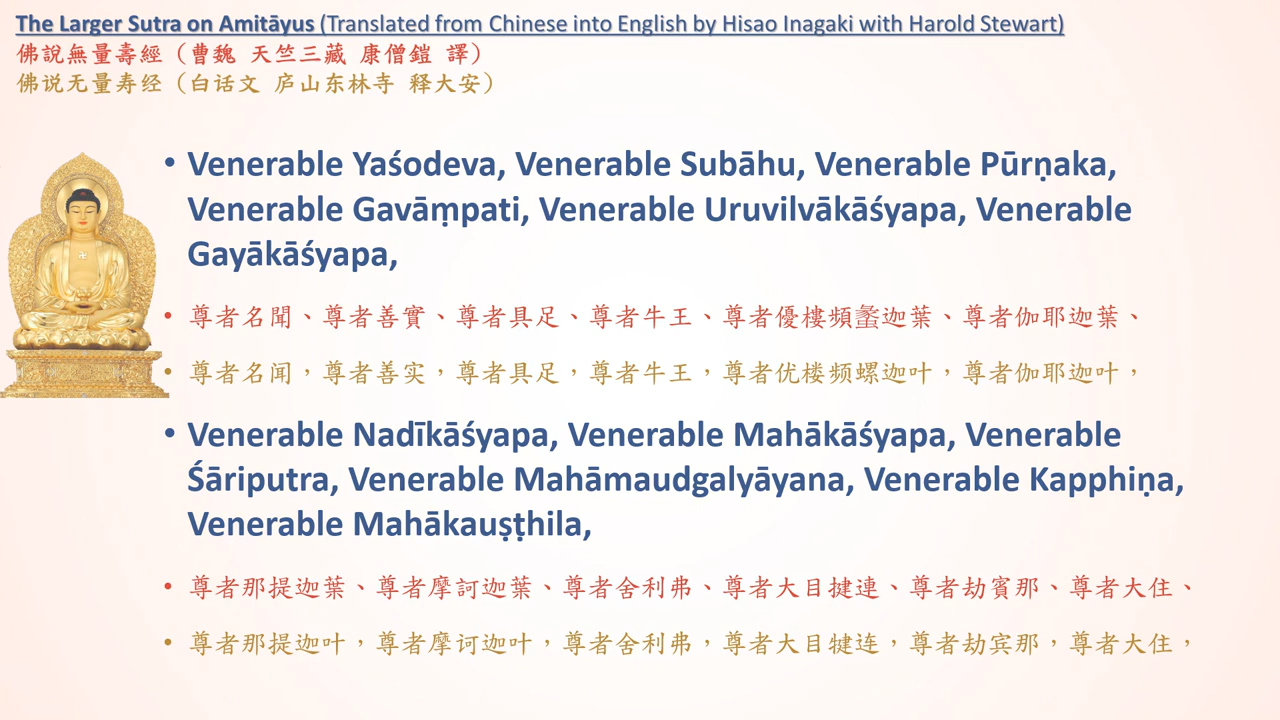 The Larger Sutra on Amitāyus (Translated from Chinese into English by Hisao Inagaki with Harold Stewart)
佛說無量壽經（曹魏 天竺三藏 康僧鎧 譯）
佛说无量寿经（白话文 庐山东林寺 释大安）
• Venerable Yaśodeva, Venerable Subāhu, Venerable Pūrṇaka,
Venerable Gavāṃpati, Venerable Uruvilvākāśyapa, Venerable
Gayākāśyapa,
• 尊者名聞、尊者善實、尊者具足、尊者牛王、尊者優樓頻蠡迦葉、尊者伽耶迦葉、
• 尊者名闻，尊者善实，尊者具足，尊者牛王，尊者优楼频螺迦叶，尊者伽耶迦叶，
• Venerable Nadīkāśyapa, Venerable Mahākāśyapa, Venerable
Śāriputra, Venerable Mahāmaudgalyāyana, Venerable Kapphiṇa,
Venerable Mahākauṣṭhila,
• 尊者那提迦葉、尊者摩訶迦葉、尊者舍利弗、尊者大目揵連、尊者劫賓那、尊者大住、
• 尊者那提迦叶，尊者摩诃迦叶，尊者舍利弗，尊者大目犍连，尊者劫宾那，尊者大住，